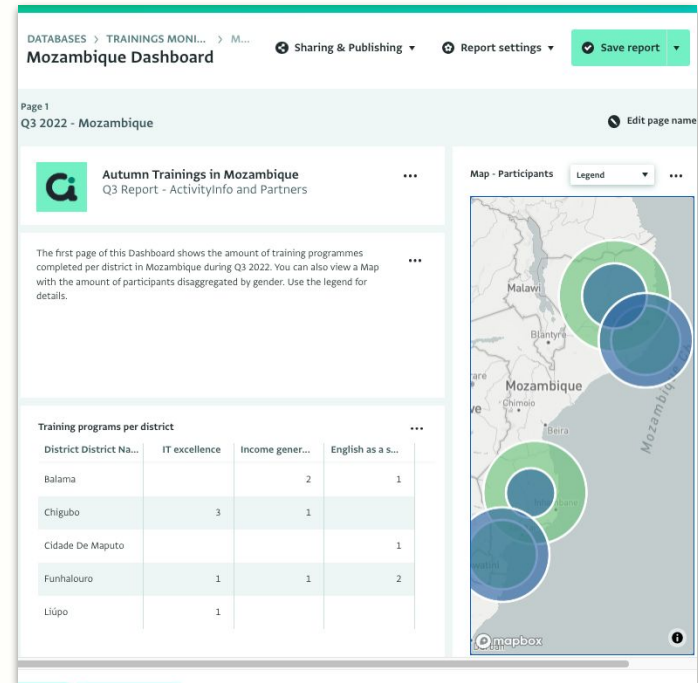 DATABASES > TRAININGS MONI... > M...
Mozambique Dashboard
Sharing & Publishing
Report settings
Save report
Page 1
Q3 2022 - Mozambique
Edit page name
Autumn Trainings in Mozambique
Q3 Report - ActivityInfo and Partners
...
The first page of this Dashboard shows the amount of training programmes
completed per district in Mozambique during Q3 2022. You can also view a Map
with the amount of participants disaggregated by gender. Use the legend for
details.
...
Training programs per district
...
District District Na... IT excellence Income gener... English as a s...
Balama 2 1
Chigubo 3 1
Cidade De Maputo 1
Funhalouro 1 1 2
Liúpo 1
Map - Participants Legend ...
Malawi
Blantyre
Mozambique
Chimoio
Beira
Mozambiq
mapbox